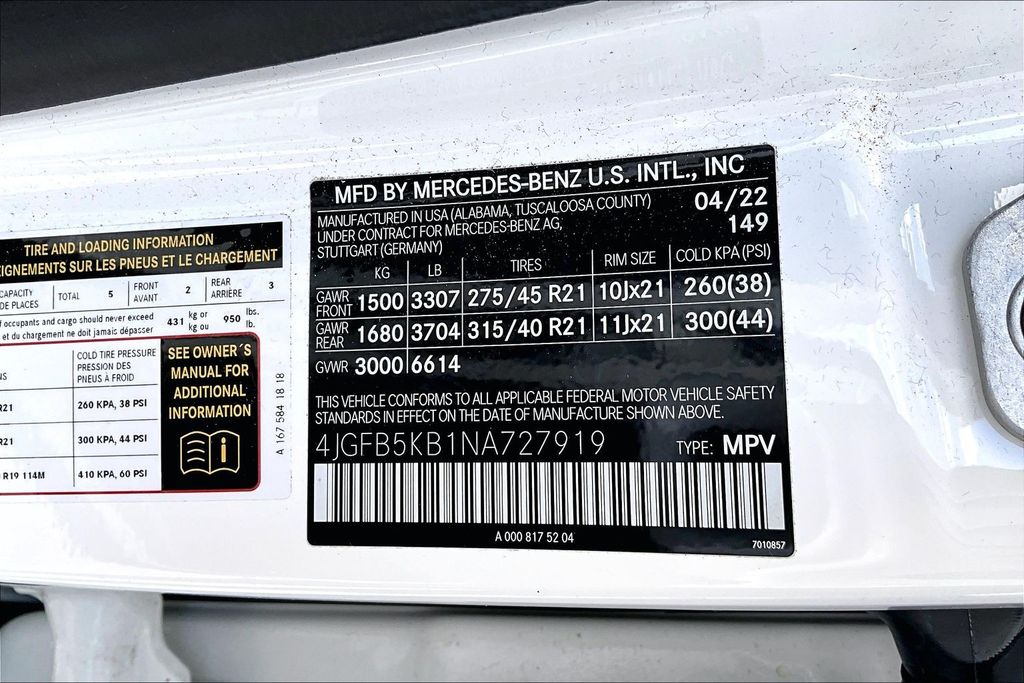 TIRE AND LOADING INFORMATION
EIGNEMENTS SUR LES PNEUS ET LE CHARGEMENT
CAPACITY
DE PLACES
TOTAL 5
FRONT
AVANT 2
REAR
ARRIÈRE 3
of occupants and cargo should never exceed
et du chargement ne doit jamais dépasser
431 kg or
kg ou
950 lbs.
lb.
COLD TIRE PRESSURE
PRESSION DES
PNEUS À FROID
R21 260 KPA, 38 PSI
R21 300 KPA, 44 PSI
R19 114M 410 KPA, 60 PSI
SEE OWNER'S
MANUAL FOR
ADDITIONAL
INFORMATION
A 167 584 18 18
MFD BY MERCEDES-BENZ U.S. INTL., INC
MANUFACTURED IN USA (ALABAMA, TUSCALOOSA COUNTY)
UNDER CONTRACT FOR MERCEDES-BENZ AG,
STUTTGART (GERMANY)
04/22
149
KG LB TIRES RIM SIZE COLD KPA (PSI)
GAWR
FRONT 1500 3307 275/45 R21 10Jx21 260(38)
GAWR
REAR 1680 3704 315/40 R21 11Jx21 300(44)
GVWR 3000 6614
THIS VEHICLE CONFORMS TO ALL APPLICABLE FEDERAL MOTOR VEHICLE SAFETY
STANDARDS IN EFFECT ON THE DATE OF MANUFACTURE SHOWN ABOVE.
4JGFB5KB1NA727919 TYPE: MPV
A 000 817 52 04
7010857